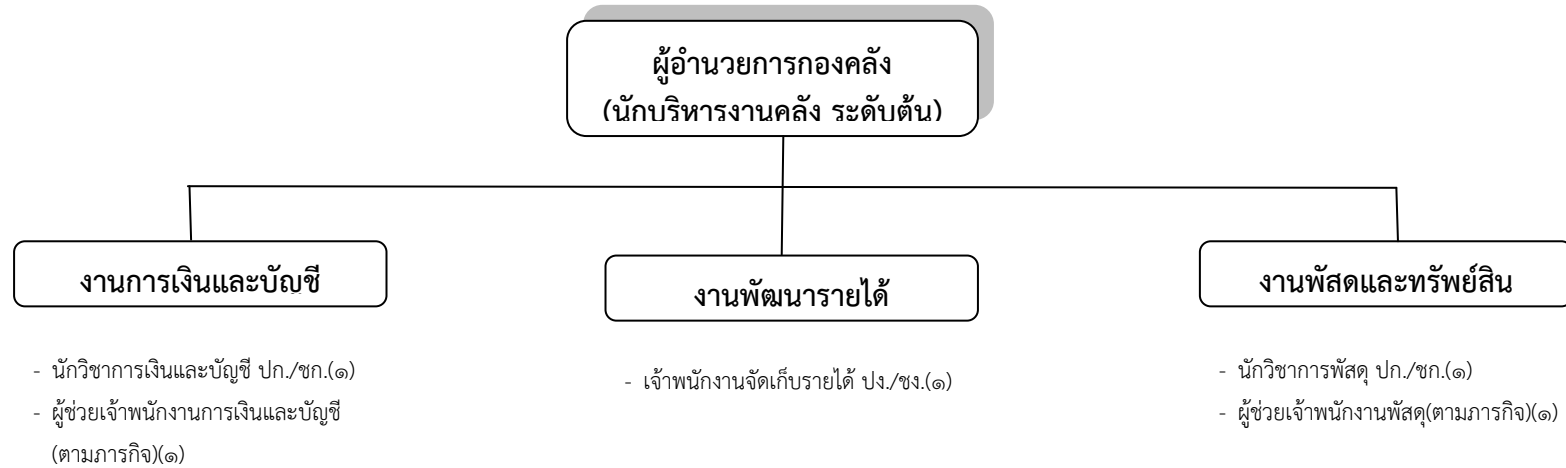 ผู้อำนวยการกองคลัง
(นักบริหารงานคลัง ระดับต้น)
งานการเงินและบัญชี
งานพัฒนารายได้
งานพัสดุและทรัพย์สิน
- นักวิชาการเงินและบัญชี ปก./ชก.(๑)
- ผู้ช่วยเจ้าพนักงานการเงินและบัญชี
(ตามภารกิจ)(๑)
- เจ้าพนักงานจัดเก็บรายได้ ปง./ชง.(๑)
- นักวิชาการพัสดุ ปก./ชก.(๑)
- ผู้ช่วยเจ้าพนักงานพัสดุ(ตามภารกิจ)(๑)